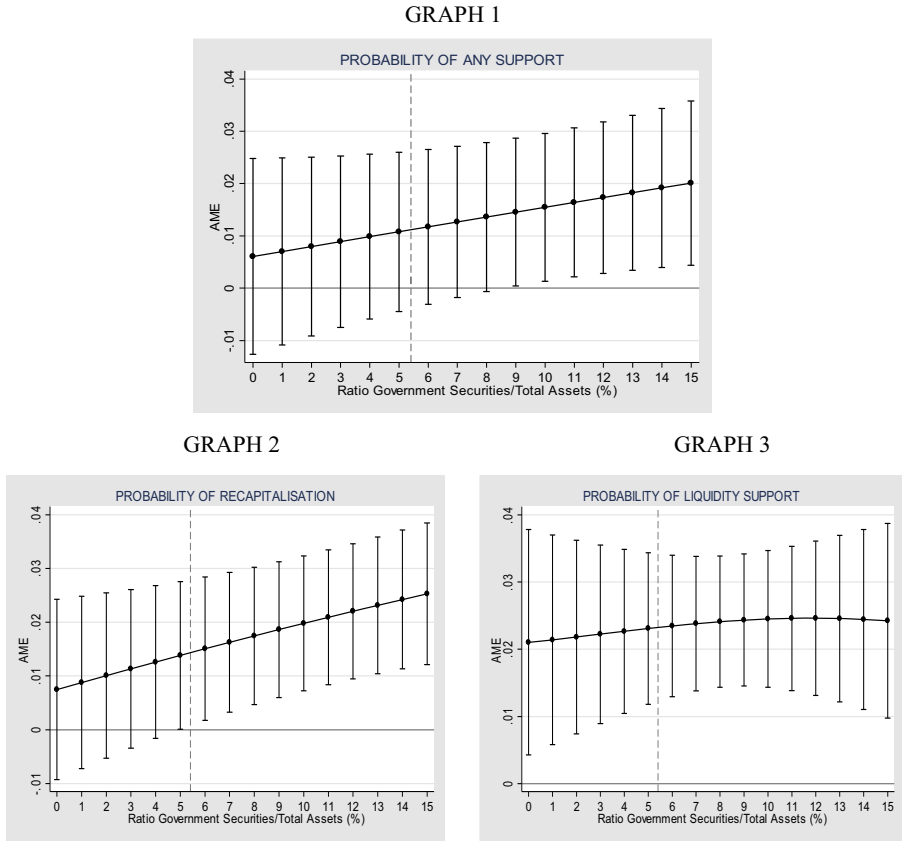 GRAPH 1
PROBABILITY OF ANY SUPPORT
AME
.04
.03
.02
.01
0
-.01
0 1 2 3 4 5 6 7 8 9 10 11 12 13 14 15
Ratio Government Securities/Total Assets (%)
GRAPH 2
PROBABILITY OF RECAPITALISATION
AME
.04
.03
.02
.01
0
-.01
0 1 2 3 4 5 6 7 8 9 10 11 12 13 14 15
Ratio Government Securities/Total Assets (%)
GRAPH 3
PROBABILITY OF LIQUIDITY SUPPORT
AME
.04
.03
.02
.01
0
0 1 2 3 4 5 6 7 8 9 10 11 12 13 14 15
Ratio Government Securities/Total Assets (%)